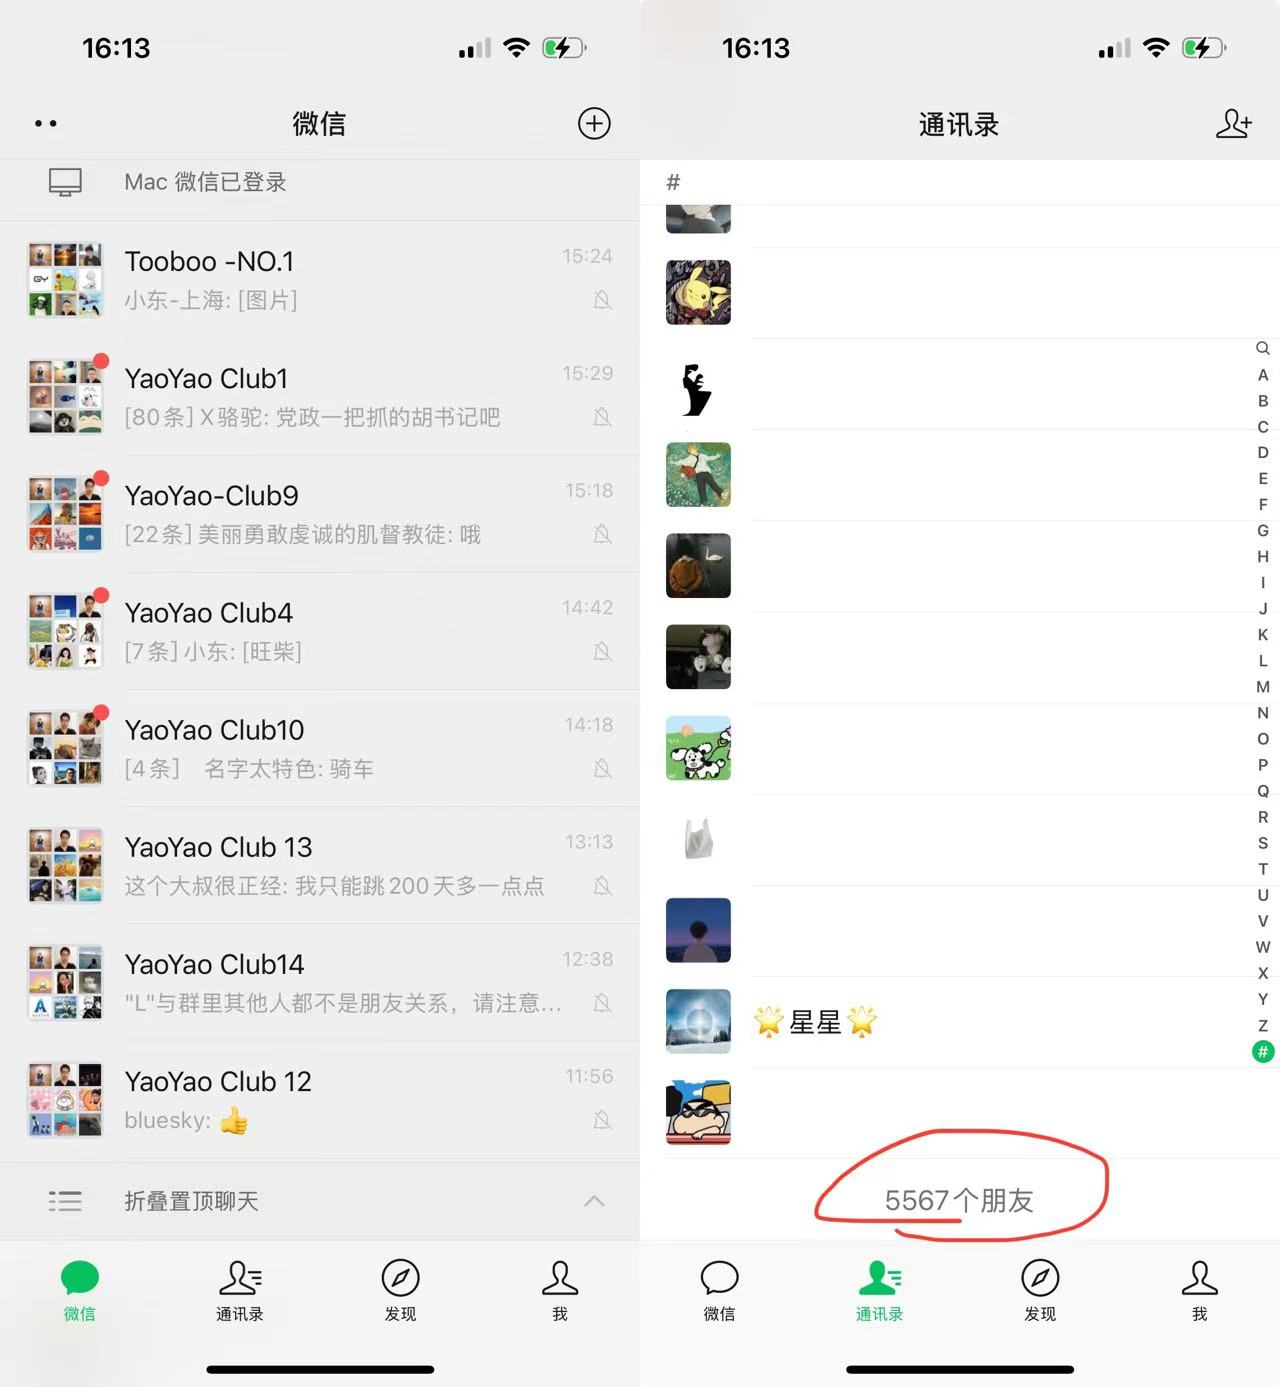 16:13
微信
Mac 微信已登录
Tooboo -NO.1
15:24
小东-上海: [图片]
YaoYao Club1
15:29
[80条] X骆驼: 党政一把抓的胡书记吧
YaoYao-Club9
15:18
[22条] 美丽勇敢虔诚的肌督教徒: 哦
YaoYao Club4
14:42
[7条] 小东: [旺柴]
YaoYao Club10
14:18
[4条] 名字太特色: 骑车
YaoYao Club 13
13:13
这个大叔很正经: 我只能跳200天多一点点
YaoYao Club14
12:38
"L"与群里其他人都不是朋友关系，请注意...
YaoYao Club 12
11:56
bluesky: 👍
折叠置顶聊天
微信
通讯录
发现
我
16:13
通讯录
#
🌟星星🌟
A
B
C
D
E
F
G
H
I
J
K
L
M
N
O
P
Q
R
S
T
U
V
W
X
Y
Z
#
5567个朋友
微信
通讯录
发现
我